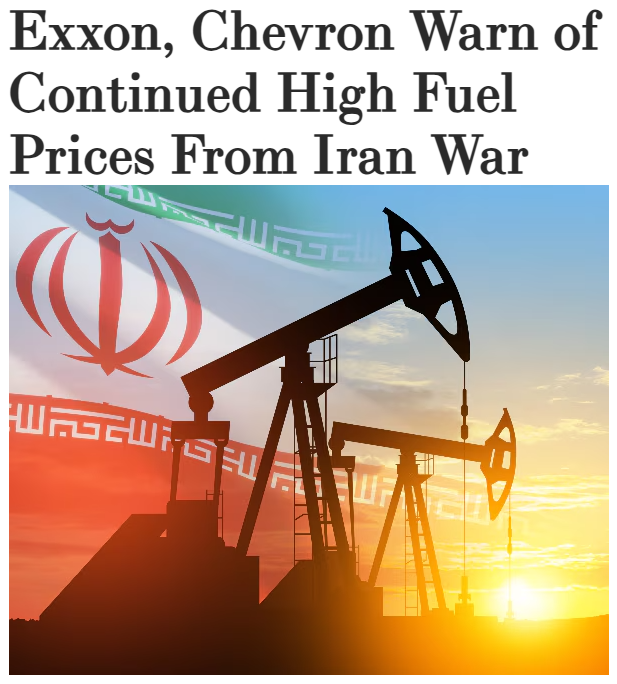 Exxon, Chevron Warn of
Continued High Fuel
Prices From Iran War